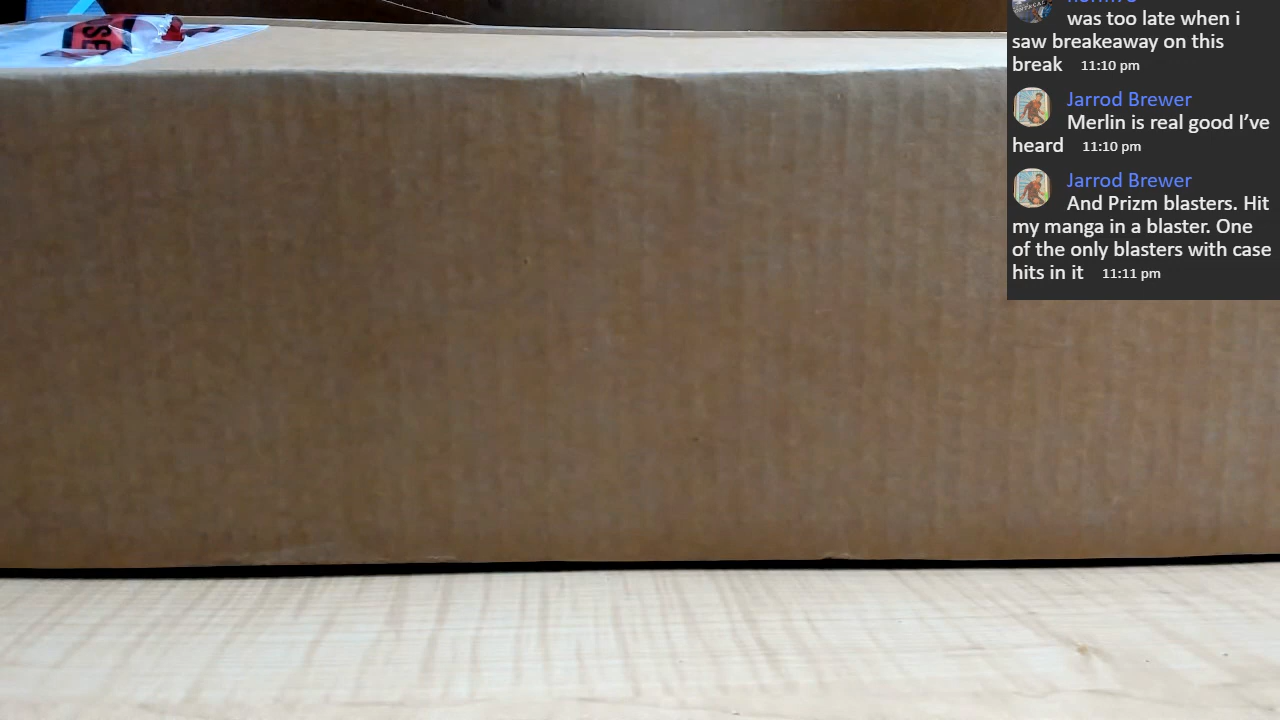 SE
was too late when i
saw breakeaway on this
break 11:10 pm
Jarrod Brewer
Merlin is real good I’ve
heard 11:10 pm
Jarrod Brewer
And Prizm blasters. Hit
my manga in a blaster. One
of the only blasters with case
hits in it 11:11 pm